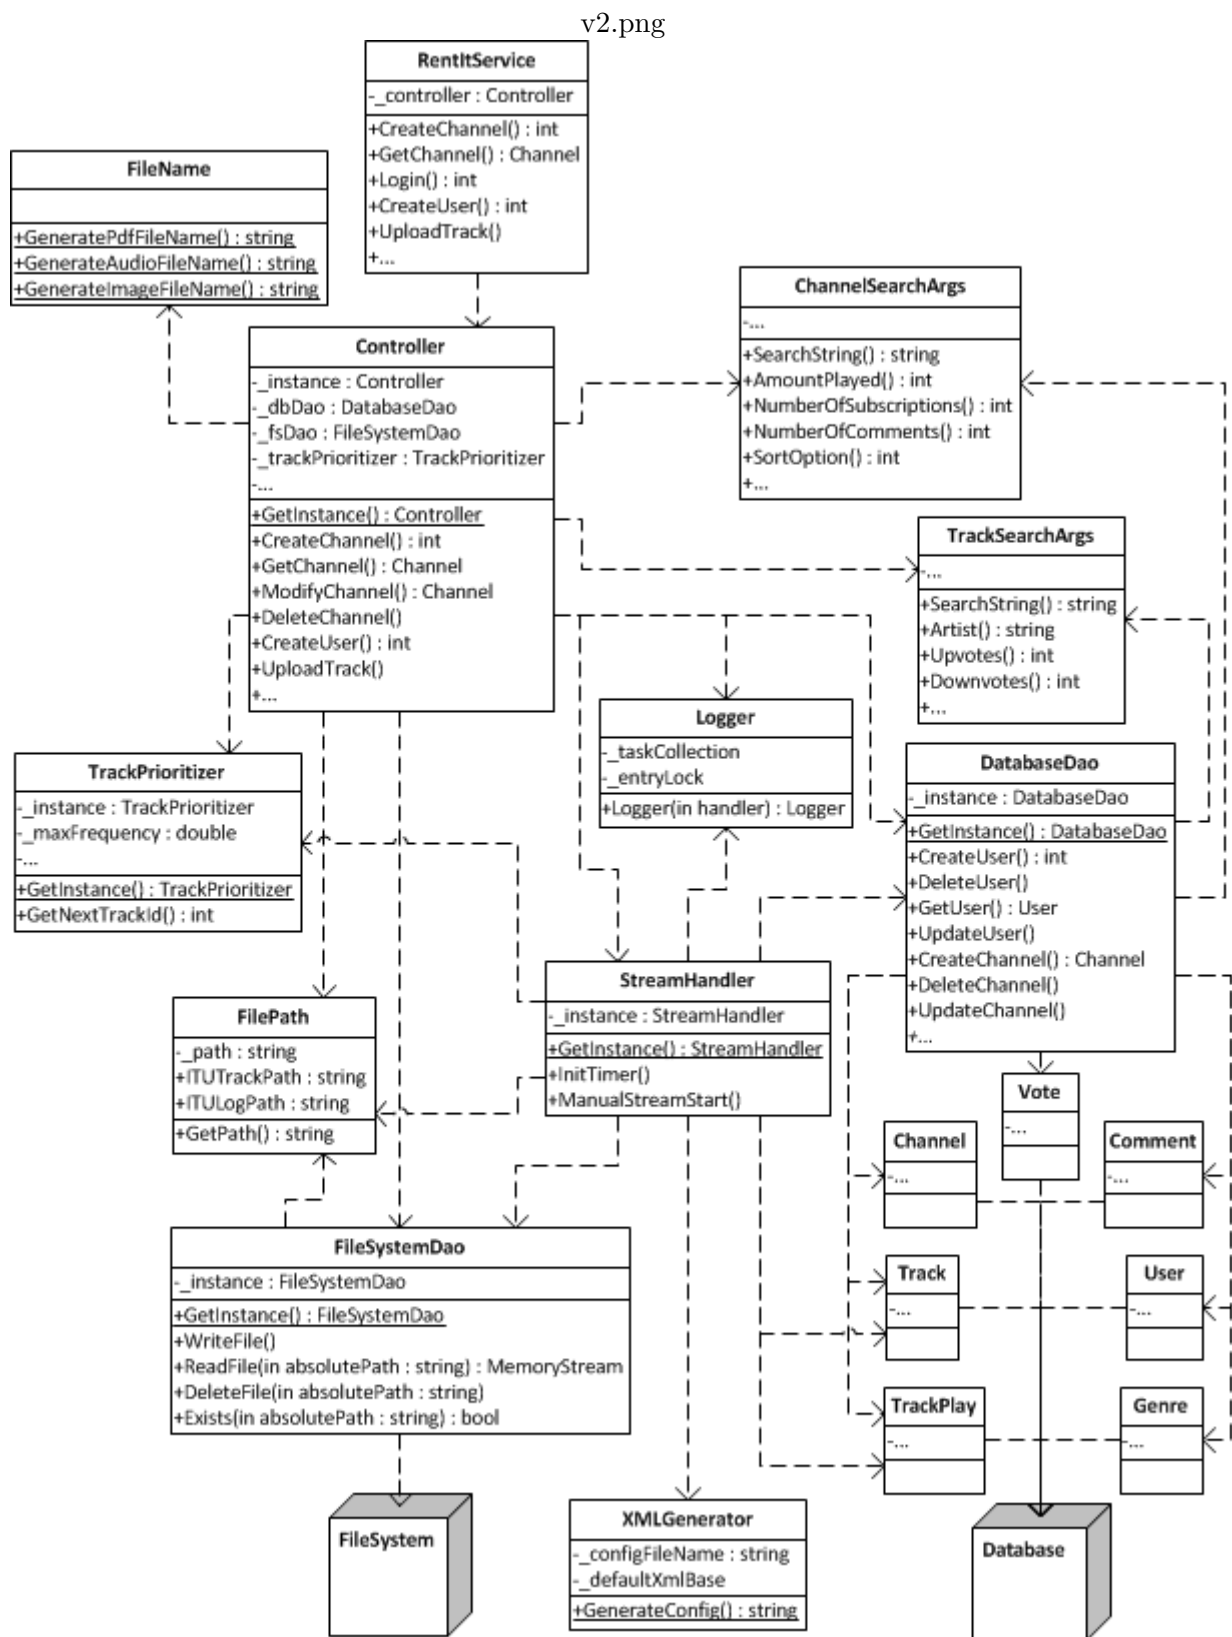 v2.png
RentItService
-_controller : Controller
+CreateChannel() : int
+GetChannel() : Channel
+Login() : int
+CreateUser() : int
+UploadTrack()
+...
FileName
+GeneratePdfFileName() : string
+GenerateAudioFileName() : string
+GenerateImageFileName() : string
ChannelSearchArgs
-...
+SearchString() : string
+AmountPlayed() : int
+NumberOfSubscriptions() : int
+NumberOfComments() : int
+SortOption() : int
+...
Controller
-_instance : Controller
-_dbDao : DatabaseDao
-_fsDao : FileSystemDao
-_trackPrioritizer : TrackPrioritizer
-...
+GetInstance() : Controller
+CreateChannel() : int
+GetChannel() : Channel
+ModifyChannel() : Channel
+DeleteChannel()
+CreateUser() : int
+UploadTrack()
+...
TrackSearchArgs
-...
+SearchString() : string
+Artist() : string
+Upvotes() : int
+Downvotes() : int
+...
Logger
-_taskCollection
-_entryLock
+Logger(in handler) : Logger
TrackPrioritizer
-_instance : TrackPrioritizer
-_maxFrequency : double
-...
+GetInstance() : TrackPrioritizer
+GetNextTrackId() : int
DatabaseDao
-_instance : DatabaseDao
+GetInstance() : DatabaseDao
+CreateUser() : int
+DeleteUser()
+GetUser() : User
+UpdateUser()
+CreateChannel() : Channel
+DeleteChannel()
+UpdateChannel()
+...
StreamHandler
-_instance : StreamHandler
+GetInstance() : StreamHandler
+InitTimer()
+ManualStreamStart()
FilePath
-_path : string
+ITUTrackPath : string
+ITULogPath : string
+GetPath() : string
Vote
-...
Channel
-...
Comment
-...
FileSystemDao
-_instance : FileSystemDao
+GetInstance() : FileSystemDao
+WriteFile()
+ReadFile(in absolutePath : string) : MemoryStream
+DeleteFile(in absolutePath : string)
+Exists(in absolutePath : string) : bool
Track
-...
User
-...
TrackPlay
-...
Genre
-...
FileSystem
XMLGenerator
-_configFileName : string
-_defaultXmlBase
+GenerateConfig() : string
Database